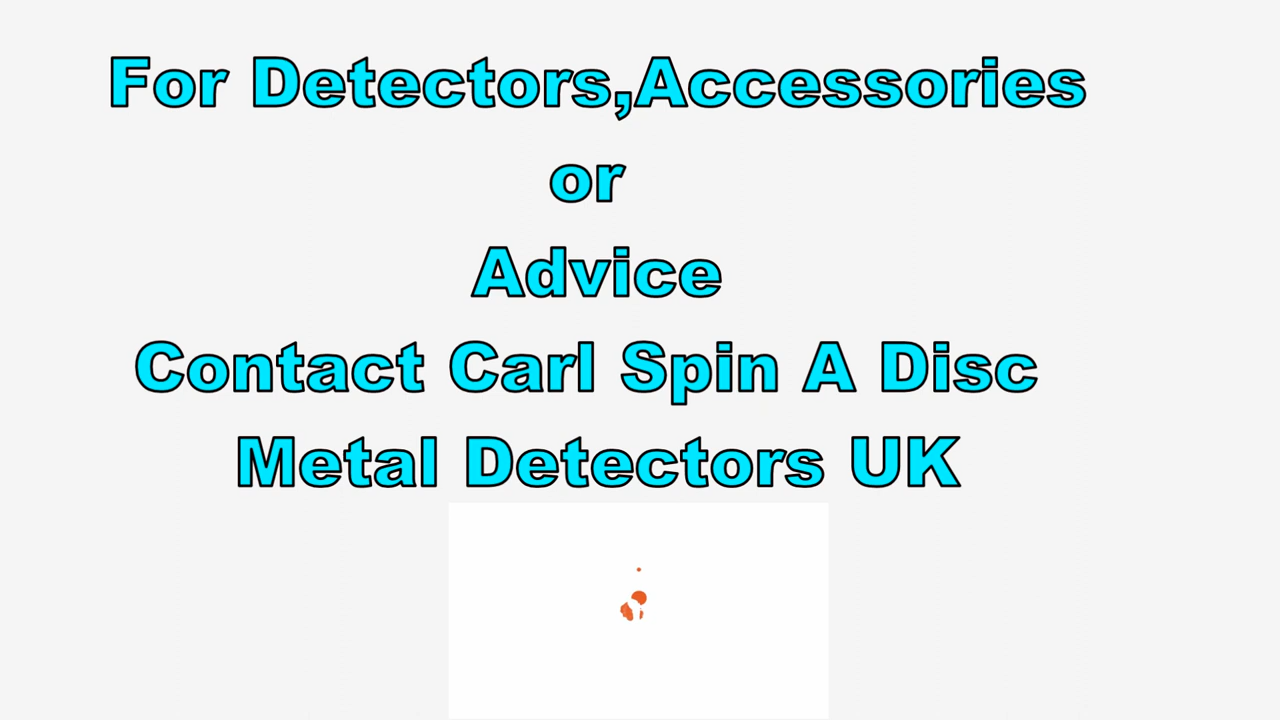 For Detectors,Accessories
or
Advice
Contact Carl Spin A Disc
Metal Detectors UK